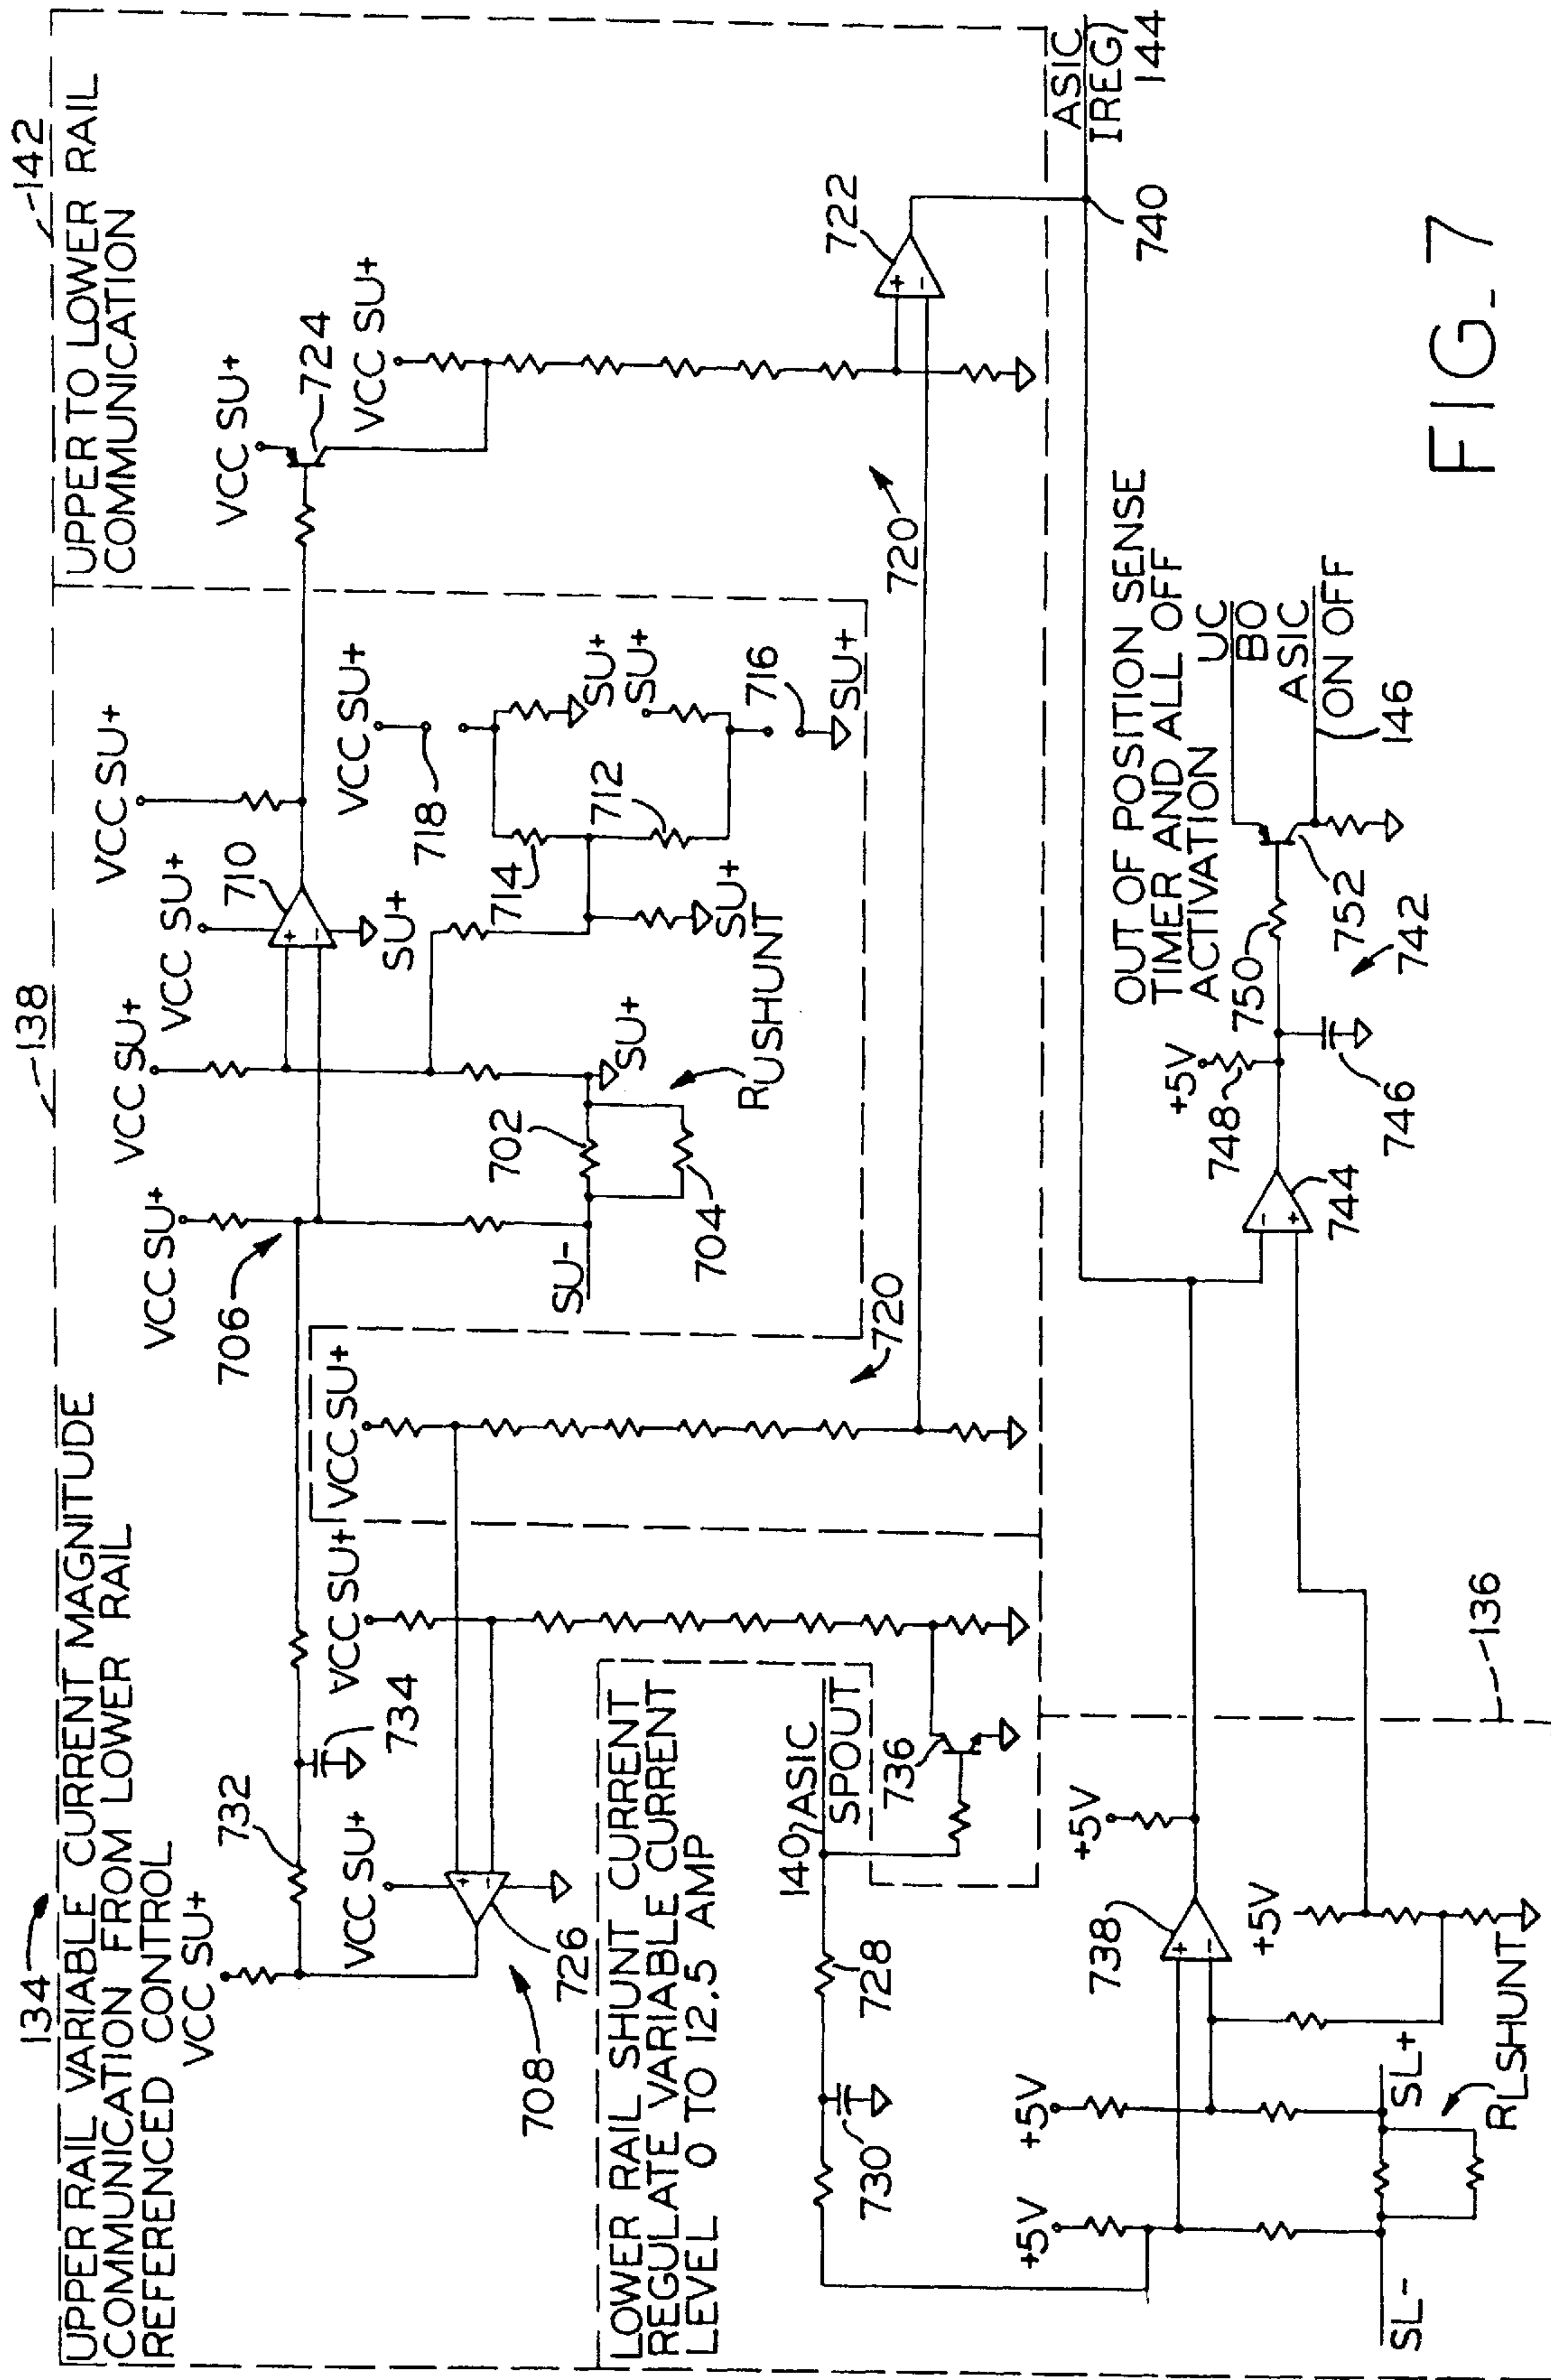 134
UPPER RAIL VARIABLE CURRENT MAGNITUDE
COMMUNICATION FROM LOWER RAIL
REFERENCED CONTROL
138
142
UPPER TO LOWER RAIL
COMMUNICATION
VCC SU+
732
734
VCC SU+
726
708
VCC SU+
VCC SU+
720
706
VCC SU+
VCC SU+
VCC SU+
710
SU+
VCC SU+
SU-
702
704
SU+
RUSHUNT
714
712
718
VCC SU+
SU+
SU+
716
SU+
SU+
VCC SU+
724
VCC SU+
720
722
740
ASIC
(REG)
144
LOWER RAIL SHUNT CURRENT
REGULATE VARIABLE CURRENT
LEVEL 0 TO 12.5 AMP
140
ASIC
SPOUT
736
728
730
+5V
+5V
+5V
738
+5V
SL-
SL+
RLSHUNT
136
744
+5V
748
746
750
752
742
OUT OF POSITION SENSE
TIMER AND ALL OFF
ACTIVATION
UC
BO
ASIC
ON OFF
146
FIG_7